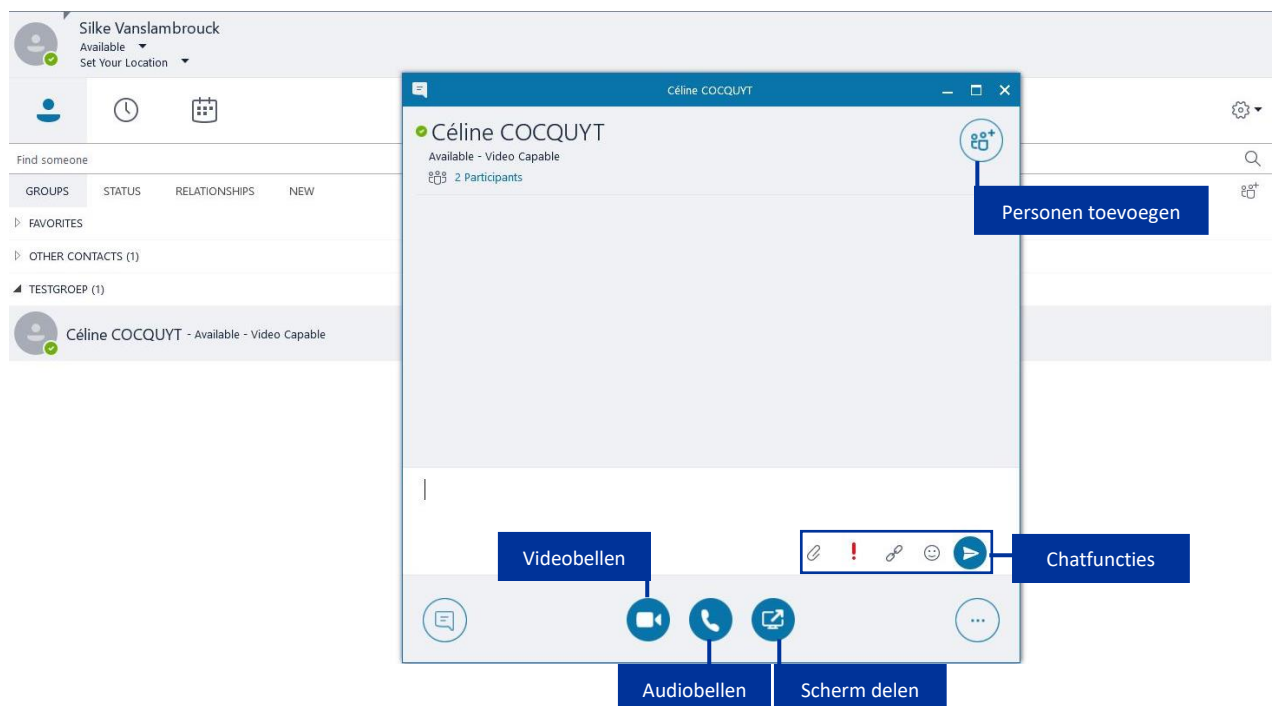 Silke Vanslambrouck
Available
Set Your Location
Find someone
GROUPS STATUS RELATIONSHIPS NEW
FAVORITES
OTHER CONTACTS (1)
TESTGROEP (1)
Céline COCQUYT - Available - Video Capable
Céline COCQUYT
Céline COCQUYT
Available - Video Capable
2 Participants
Personen toevoegen
Videobellen
Chatfuncties
Audiobellen
Scherm delen